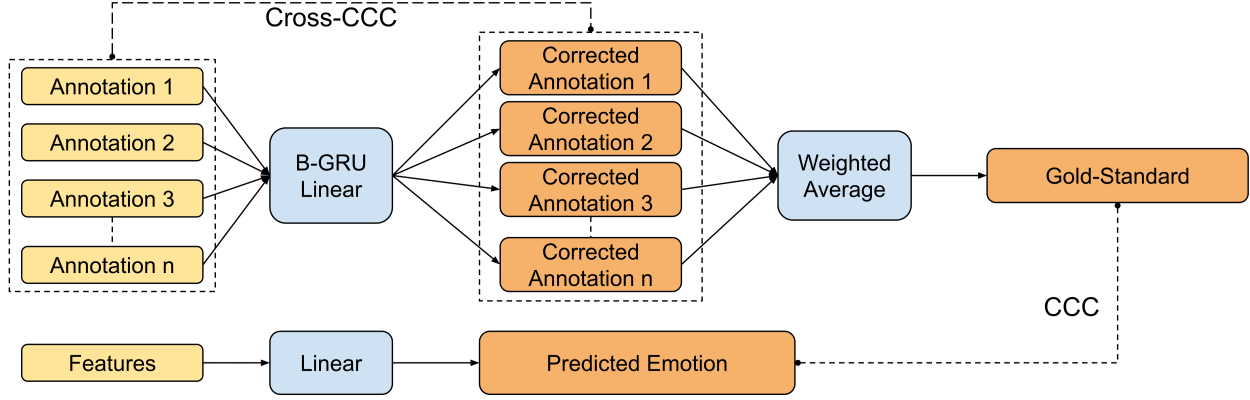 Cross-CCC
Annotation 1
Annotation 2
Annotation 3
Annotation n
B-GRU
Linear
Corrected
Annotation 1
Corrected
Annotation 2
Corrected
Annotation 3
Corrected
Annotation n
Weighted
Average
Gold-Standard
CCC
Features
Linear
Predicted Emotion